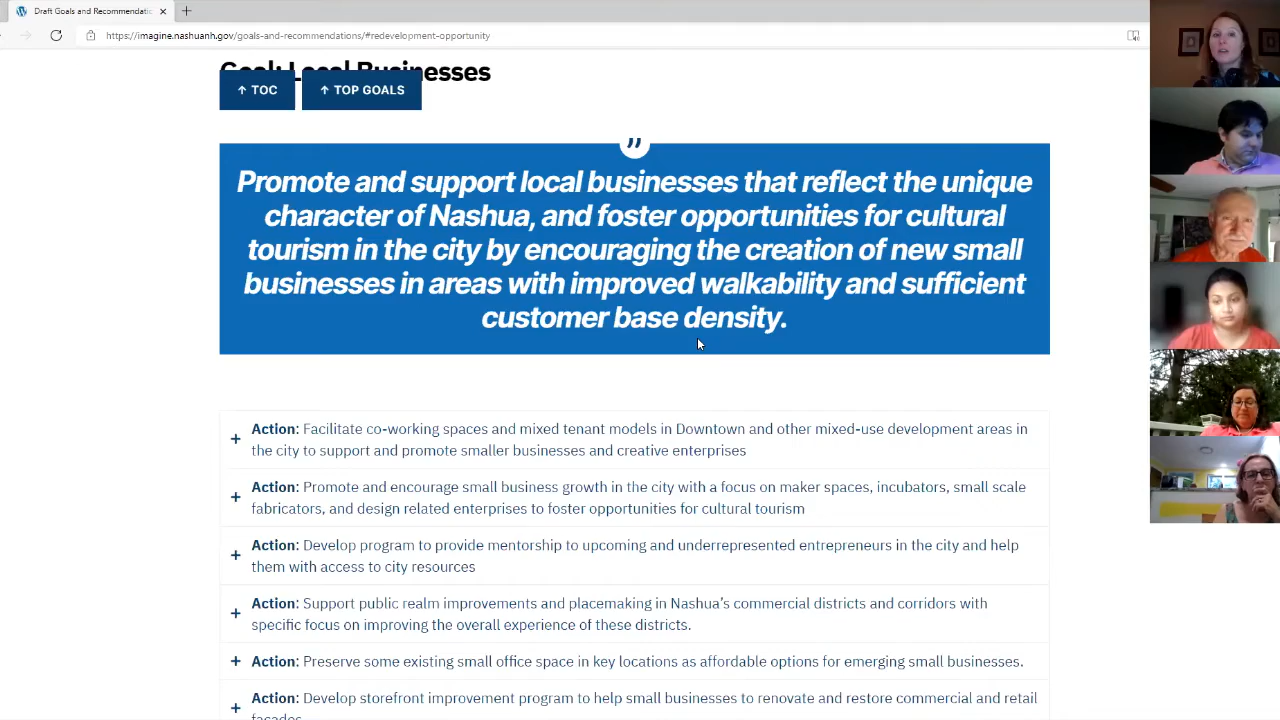 Draft Goals and Recommendatio
https://imagine.nashuanh.gov/goals-and-recommendations/#redevelopment-opportunity
Goal: Local Businesses
↑ TOC
↑ TOP GOALS
”
Promote and support local businesses that reflect the unique
character of Nashua, and foster opportunities for cultural
tourism in the city by encouraging the creation of new small
businesses in areas with improved walkability and sufficient
customer base density.
+ Action: Facilitate co-working spaces and mixed tenant models in Downtown and other mixed-use development areas in
the city to support and promote smaller businesses and creative enterprises
+ Action: Promote and encourage small business growth in the city with a focus on maker spaces, incubators, small scale
fabricators, and design related enterprises to foster opportunities for cultural tourism
+ Action: Develop program to provide mentorship to upcoming and underrepresented entrepreneurs in the city and help
them with access to city resources
+ Action: Support public realm improvements and placemaking in Nashua’s commercial districts and corridors with
specific focus on improving the overall experience of these districts.
+ Action: Preserve some existing small office space in key locations as affordable options for emerging small businesses.
+ Action: Develop storefront improvement program to help small businesses to renovate and restore commercial and retail
facades